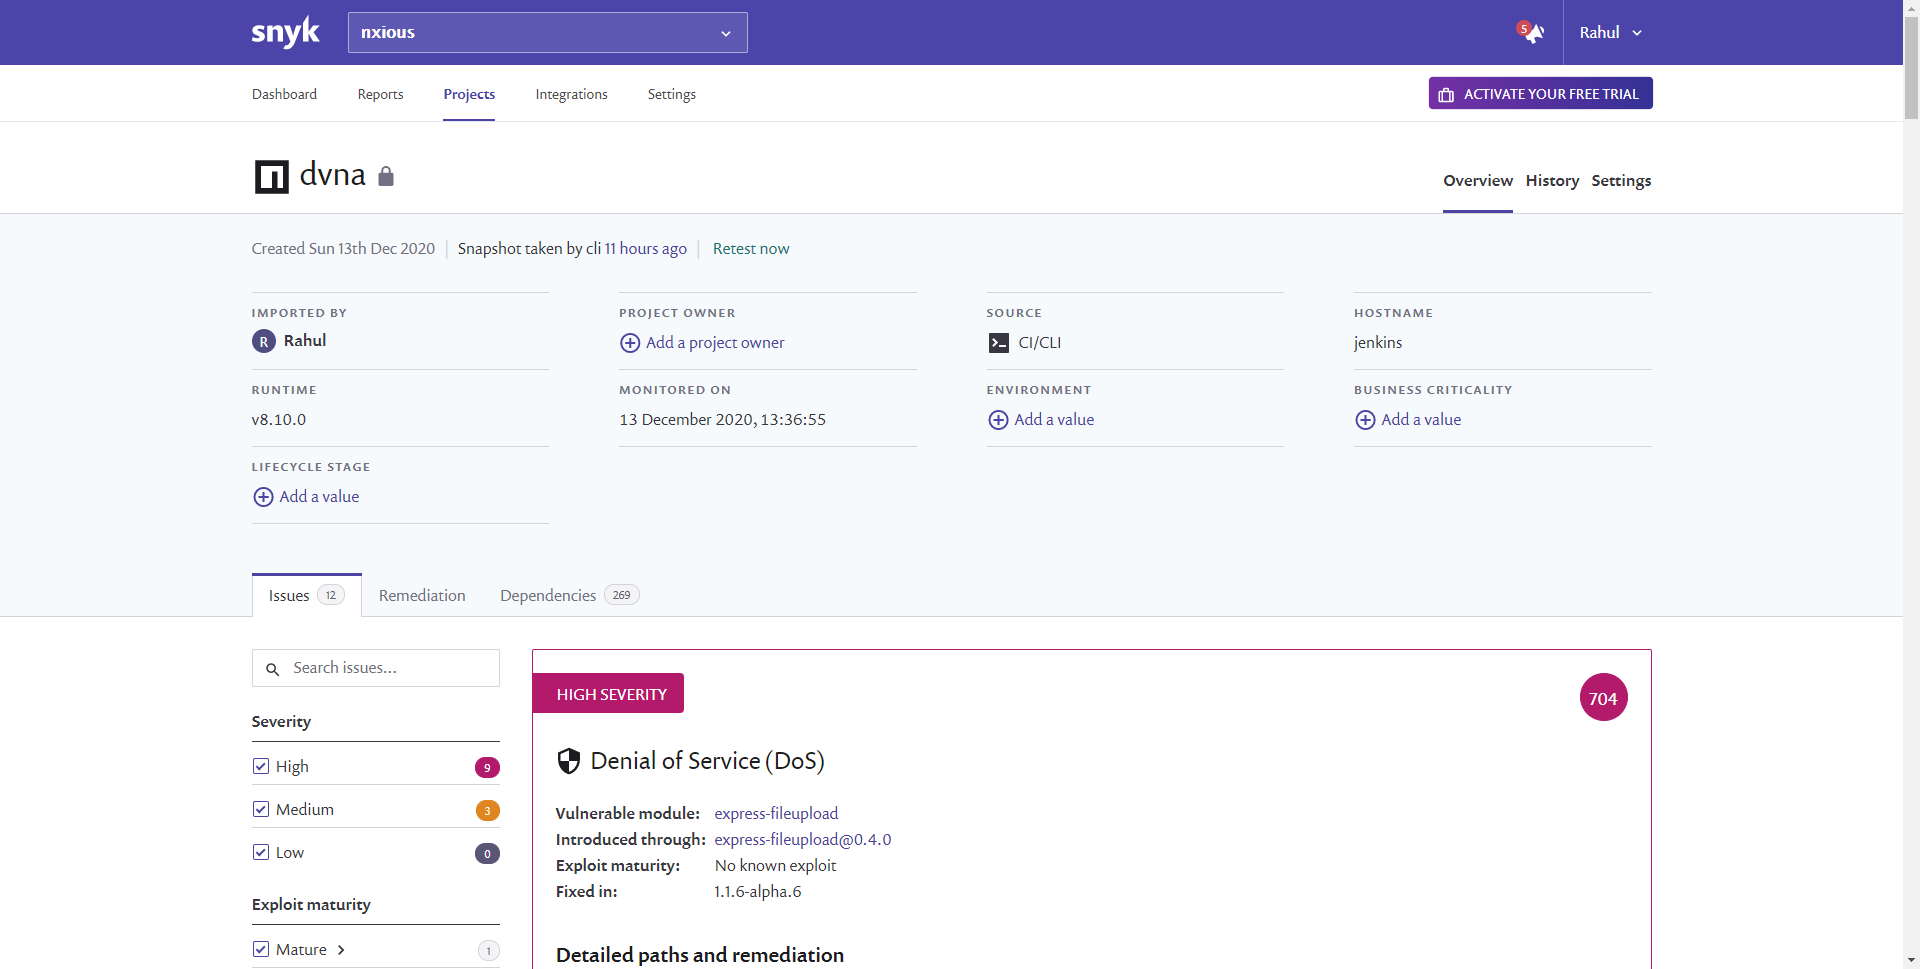 snyk
nxious
5
Rahul
Dashboard
Reports
Projects
Integrations
Settings
ACTIVATE YOUR FREE TRIAL
dvna
Overview
History
Settings
Created Sun 13th Dec 2020
Snapshot taken by cli 11 hours ago
Retest now
IMPORTED BY
R Rahul
PROJECT OWNER
Add a project owner
SOURCE
CI/CLI
HOSTNAME
jenkins
RUNTIME
v8.10.0
MONITORED ON
13 December 2020, 13:36:55
ENVIRONMENT
Add a value
BUSINESS CRITICALITY
Add a value
LIFECYCLE STAGE
Add a value
Issues 12
Remediation
Dependencies 269
Search issues...
Severity
High 9
Medium 3
Low 0
Exploit maturity
Mature 1
HIGH SEVERITY
704
Denial of Service (DoS)
Vulnerable module: express-fileupload
Introduced through: express-fileupload@0.4.0
Exploit maturity: No known exploit
Fixed in: 1.1.6-alpha.6
Detailed paths and remediation